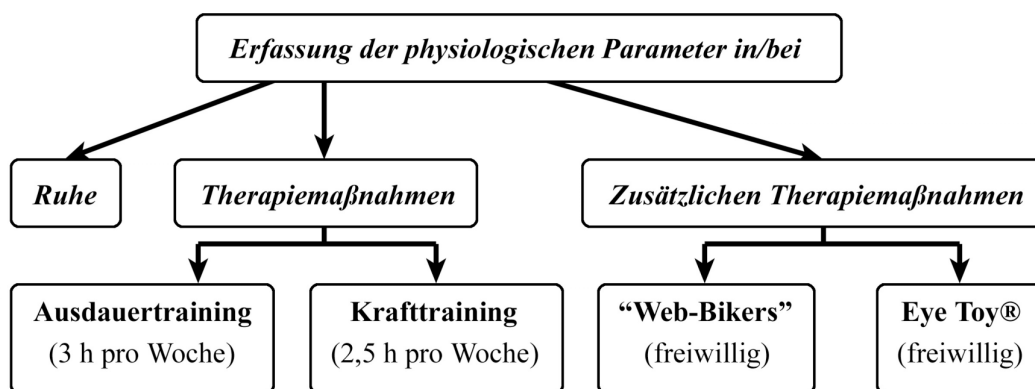 Erfassung der physiologischen Parameter in/bei
Ruhe
Therapiemaßnahmen
Zusätzlichen Therapiemaßnahmen
Ausdauertraining
(3 h pro Woche)
Krafttraining
(2,5 h pro Woche)
“Web-Bikers”
(freiwillig)
Eye Toy®
(freiwillig)